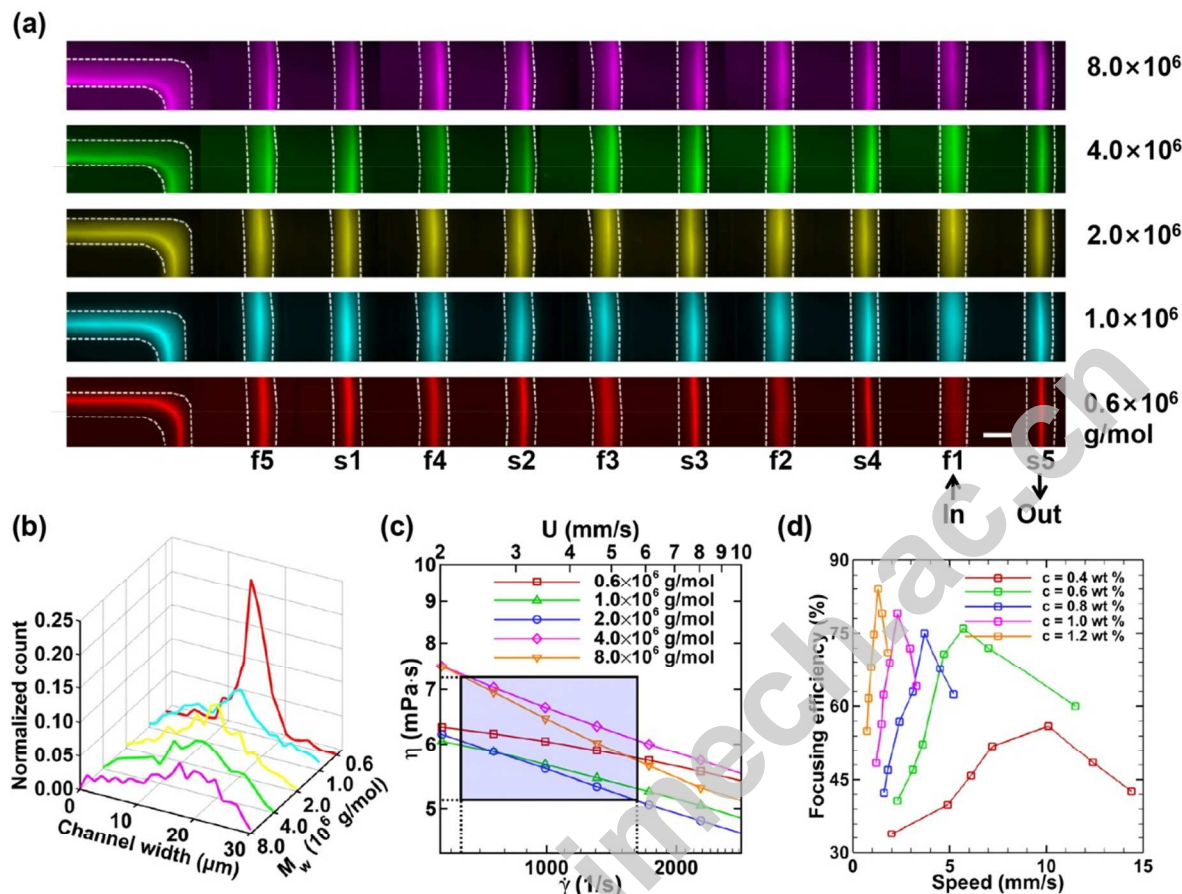 (a)
8.0×10⁶
4.0×10⁶
2.0×10⁶
1.0×10⁶
0.6×10⁶
g/mol
f5 s1 f4 s2 f3 s3 f2 s4 f1 s5
In Out
(b)
Normalized count
0.25
0.20
0.15
0.10
0.05
0.00
0 10 20 30
Channel width (μm)
0.6
1.0
2.0
4.0
8.0
M_w (10⁶ g/mol)
(c)
U (mm/s)
2 3 4 5 6 7 8 9 10
10
9
8
7
6
5
η (mPa·s)
0.6×10⁶ g/mol
1.0×10⁶ g/mol
2.0×10⁶ g/mol
4.0×10⁶ g/mol
8.0×10⁶ g/mol
1000 2000
γ̇ (1/s)
(d)
Focusing efficiency (%)
90
75
60
45
30
c = 0.4 wt %
c = 0.6 wt %
c = 0.8 wt %
c = 1.0 wt %
c = 1.2 wt %
0 5 10 15
Speed (mm/s)
imech.ac.cn